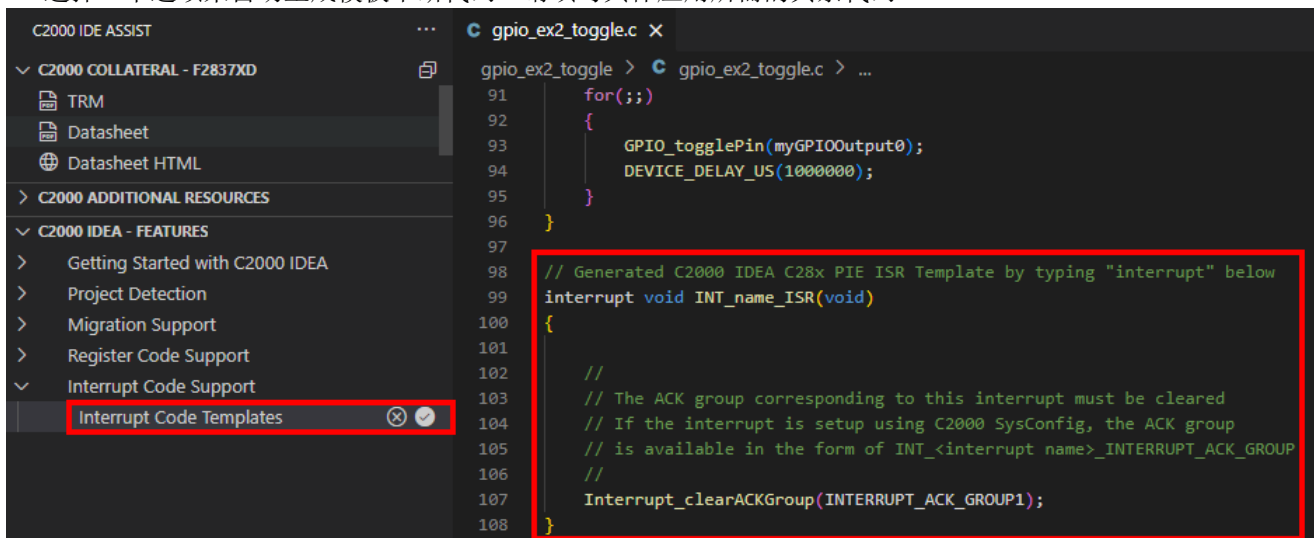 C2000 IDE ASSIST
C2000 COLLATERAL - F2837XD
TRM
Datasheet
Datasheet HTML
C2000 ADDITIONAL RESOURCES
C2000 IDEA - FEATURES
Getting Started with C2000 IDEA
Project Detection
Migration Support
Register Code Support
Interrupt Code Support
Interrupt Code Templates
C gpio_ex2_toggle.c X
gpio_ex2_toggle > C gpio_ex2_toggle.c > ...
91 for(;;)
92 {
93 GPIO_togglePin(myGPIOOutput0);
94 DEVICE_DELAY_US(1000000);
95 }
96 }
97
98 // Generated C2000 IDEA C28x PIE ISR Template by typing "interrupt" below
99 interrupt void INT_name_ISR(void)
100 {
101
102 //
103 // The ACK group corresponding to this interrupt must be cleared
104 // If the interrupt is setup using C2000 SysConfig, the ACK group
105 // is available in the form of INT_<interrupt name>_INTERRUPT_ACK_GROUP
106 //
107 Interrupt_clearACKGroup(INTERRUPT_ACK_GROUP1);
108 }